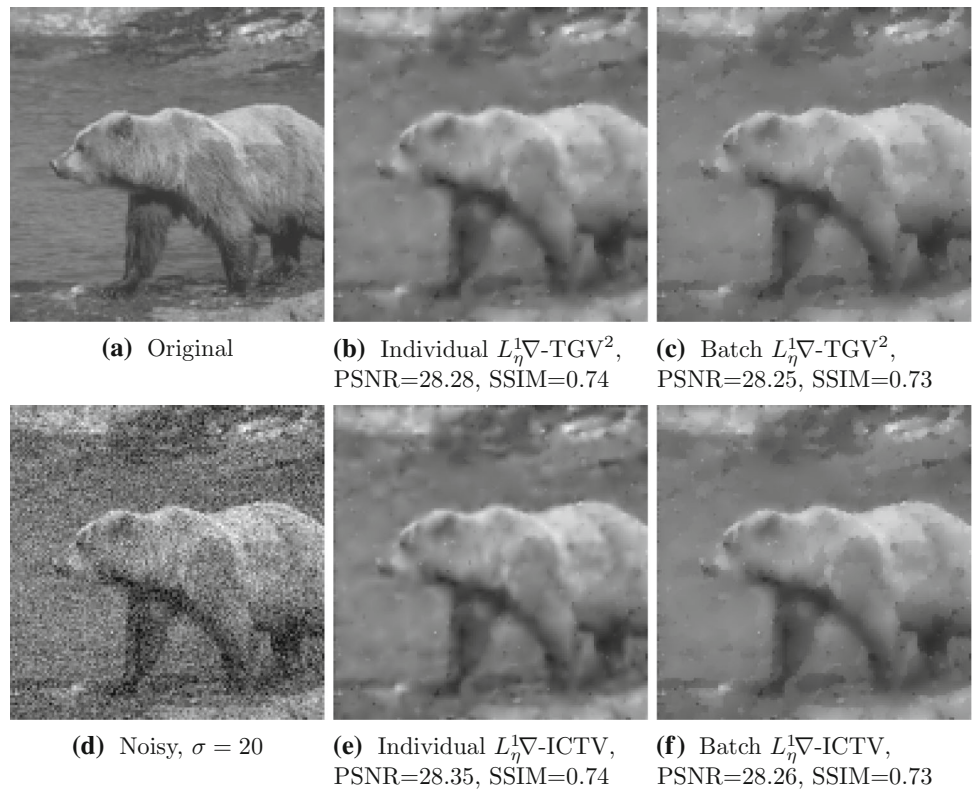 (a) Original
(b) Individual $L^1_\eta\nabla$-TGV$^2$,
PSNR=28.28, SSIM=0.74
(c) Batch $L^1_\eta\nabla$-TGV$^2$,
PSNR=28.25, SSIM=0.73
(d) Noisy, $\sigma = 20$
(e) Individual $L^1_\eta\nabla$-ICTV,
PSNR=28.35, SSIM=0.74
(f) Batch $L^1_\eta\nabla$-ICTV,
PSNR=28.26, SSIM=0.73